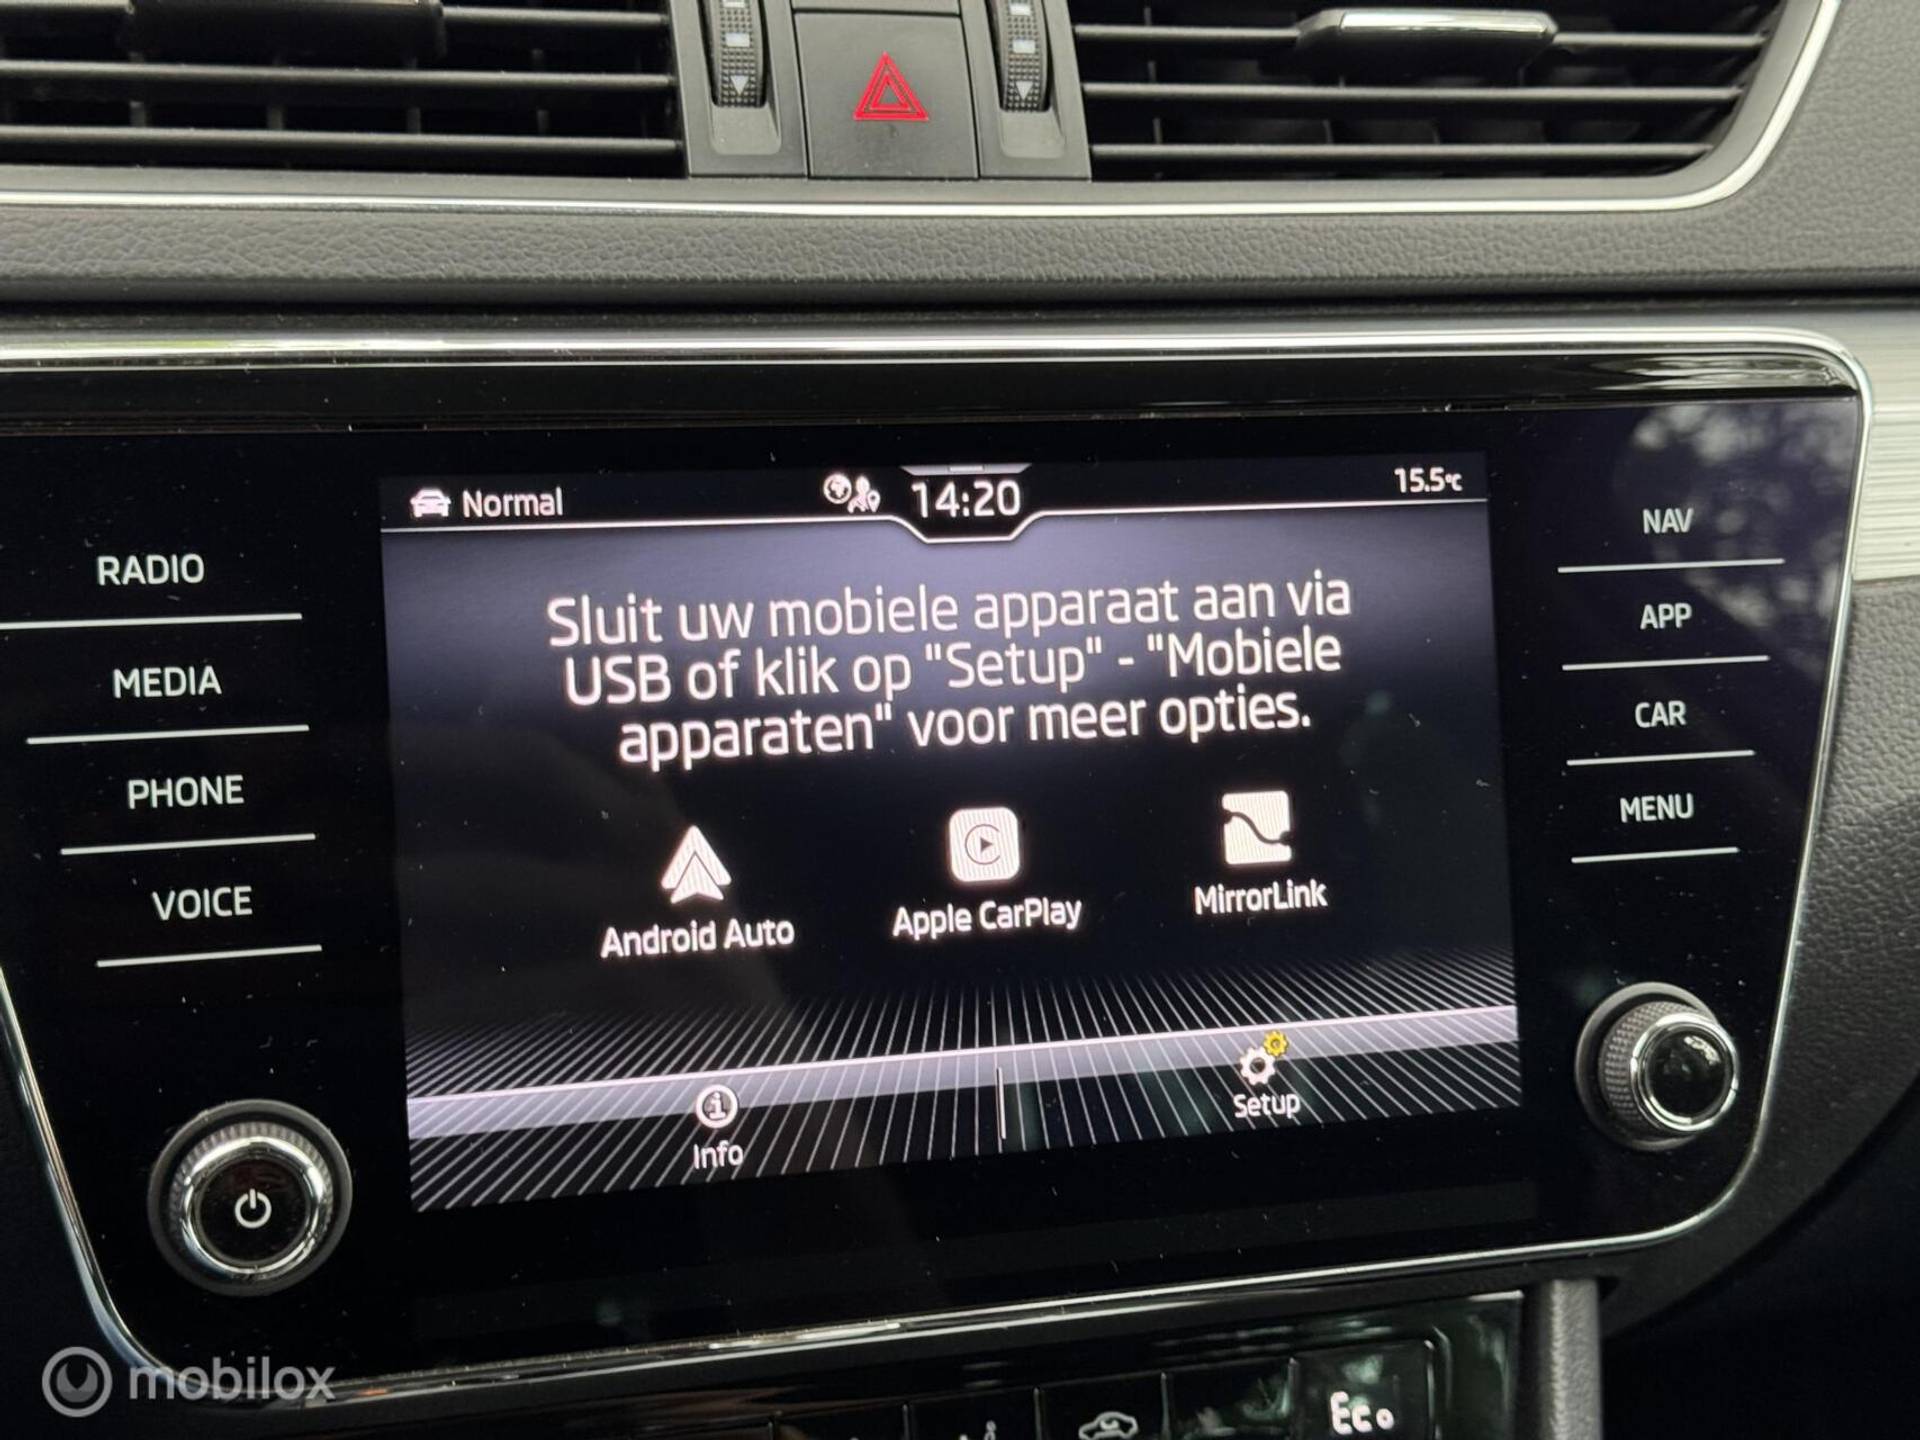 Normal
14:20
15.5°C
RADIO
MEDIA
PHONE
VOICE
NAV
APP
CAR
MENU
Sluit uw mobiele apparaat aan via
USB of klik op "Setup" - "Mobiele
apparaten" voor meer opties.
Android Auto
Apple CarPlay
MirrorLink
Info
Setup
Eco
mobilox